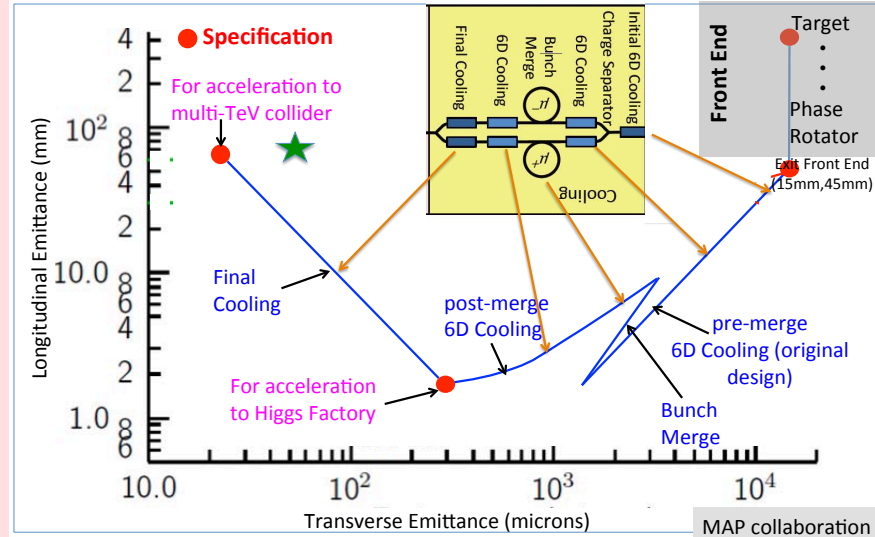 Specification
For acceleration to
multi-TeV collider
Final Cooling
6D Cooling
Bunch
Merge
6D Cooling
Charge Separator
Initial 6D Cooling
μ⁻
μ⁺
Cooling
Front End
Target
Phase
Rotator
Exit Front End
(15mm,45mm)
Longitudinal Emittance (mm)
4
2
10²
8
6
4
2
10.0
8
6
4
2
1.0
8
6
Final
Cooling
post-merge
6D Cooling
pre-merge
6D Cooling (original
design)
For acceleration
to Higgs Factory
Bunch
Merge
10.0
10²
10³
10⁴
Transverse Emittance (microns)
MAP collaboration